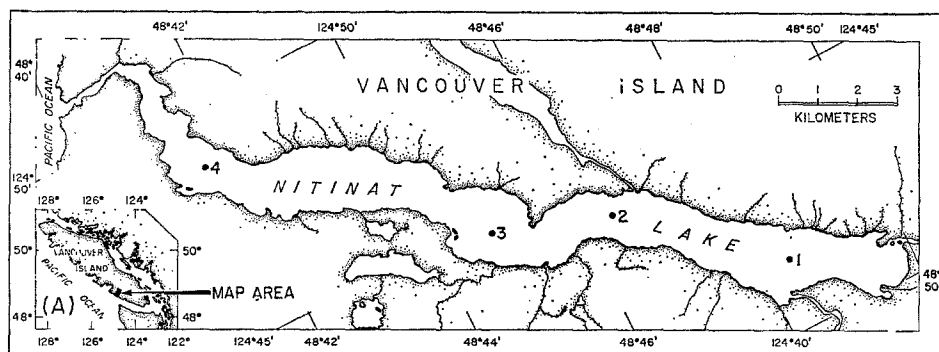 48°42' 124°50' 48°46' 48°48' 48°50' 124°45'
48°
40'
PACIFIC OCEAN
VANCOUVER ISLAND
0 1 2 3
KILOMETERS
124°
50'
4
NITINAT
3
2
LAKE
1
48°
50'
128° 126° 124°
50°
50°
VANCOUVER
ISLAND
PACIFIC OCEAN
(A)
MAP AREA
48°
48°
128° 126° 124° 122°
124°45' 48°42' 48°44' 48°46' 124°40'